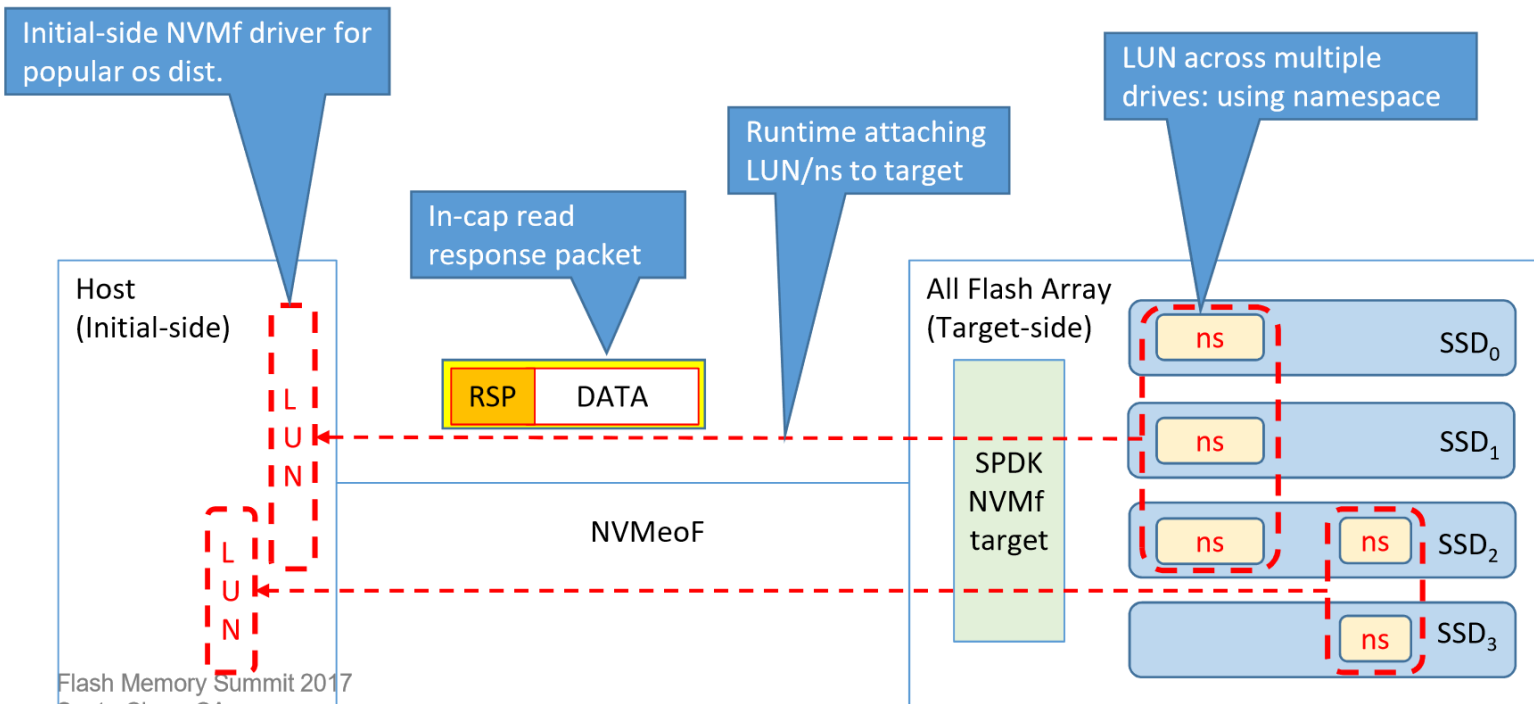 Initial-side NVMf driver for
popular os dist.
LUN across multiple
drives: using namespace
Runtime attaching
LUN/ns to target
In-cap read
response packet
Host
(Initial-side)
All Flash Array
(Target-side)
ns
SSD0
RSP
DATA
L
U
N
ns
SSD1
SPDK
NVMf
target
NVMeoF
ns
ns
SSD2
L
U
N
ns
SSD3
Flash Memory Summit 2017